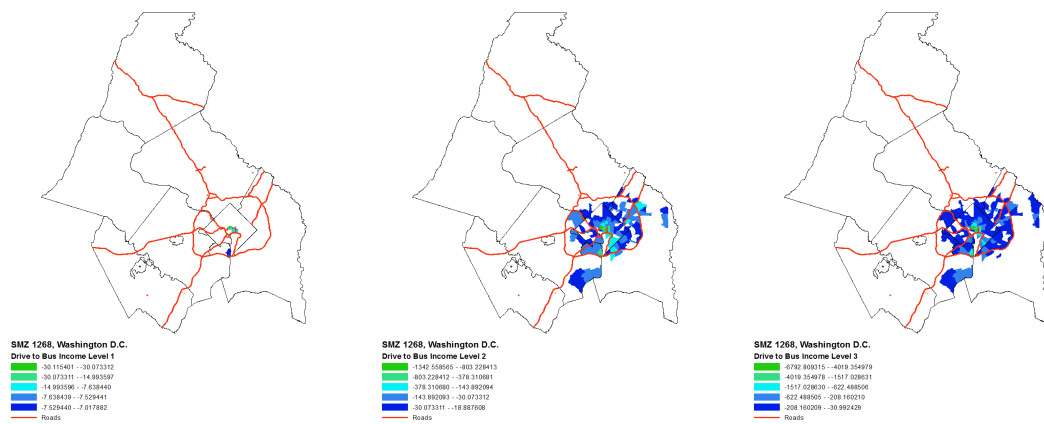 SMZ 1268, Washington D.C.
Drive to Bus Income Level 1
-30.115401 - -30.073312
-30.073311 - -14.993597
-14.993596 - -7.638440
-7.638439 - -7.529441
-7.529440 - -7.017882
Roads
SMZ 1268, Washington D.C.
Drive to Bus Income Level 2
-1342.558565 - -803.228413
-803.228412 - -378.310681
-378.310680 - -143.892094
-143.892093 - -30.073312
-30.073311 - -18.887608
Roads
SMZ 1268, Washington D.C.
Drive to Bus Income Level 3
-6792.809315 - -4019.354979
-4019.354978 - -1517.028631
-1517.028630 - -622.488506
-622.488505 - -208.160210
-208.160209 - -30.992429
Roads